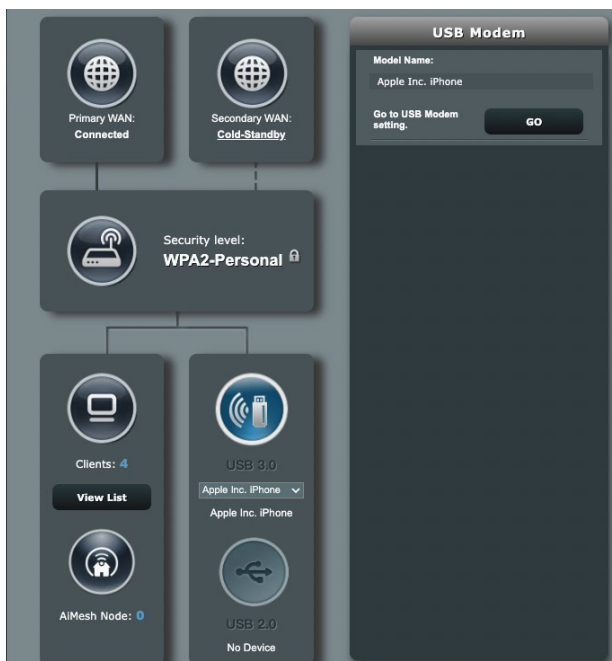 Primary WAN:
Connected
Secondary WAN:
Cold-Standby
Security level:
WPA2-Personal
Clients: 4
View List
AiMesh Node: 0
USB 3.0
Apple Inc. iPhone
Apple Inc. iPhone
USB 2.0
No Device
USB Modem
Model Name:
Apple Inc. iPhone
Go to USB Modem
setting.
GO